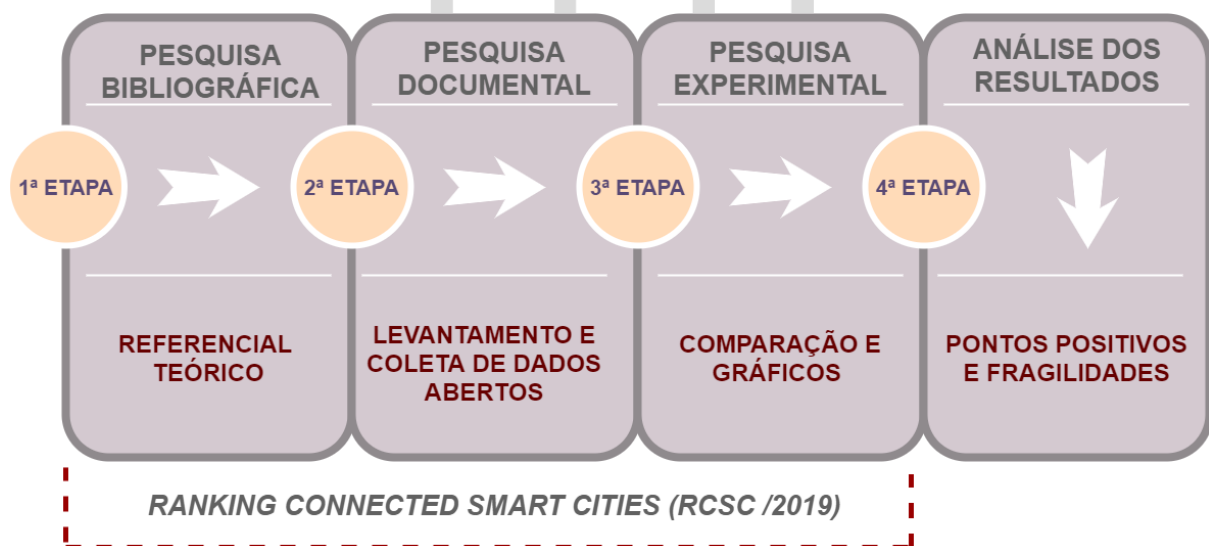 PESQUISA
BIBLIOGRÁFICA
PESQUISA
DOCUMENTAL
PESQUISA
EXPERIMENTAL
ANÁLISE DOS
RESULTADOS
1ª ETAPA
2ª ETAPA
3ª ETAPA
4ª ETAPA
REFERENCIAL
TEÓRICO
LEVANTAMENTO E
COLETA DE DADOS
ABERTOS
COMPARAÇÃO E
GRÁFICOS
PONTOS POSITIVOS
E FRAGILIDADES
RANKING CONNECTED SMART CITIES (RCSC /2019)